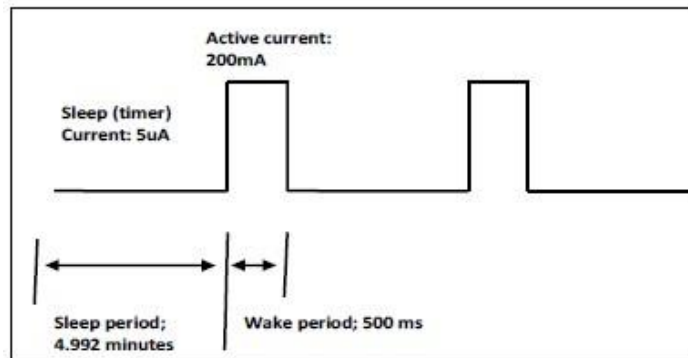 Active current:
200mA
Sleep (timer)
Current: 5uA
Sleep period;
4.992 minutes
Wake period; 500 ms